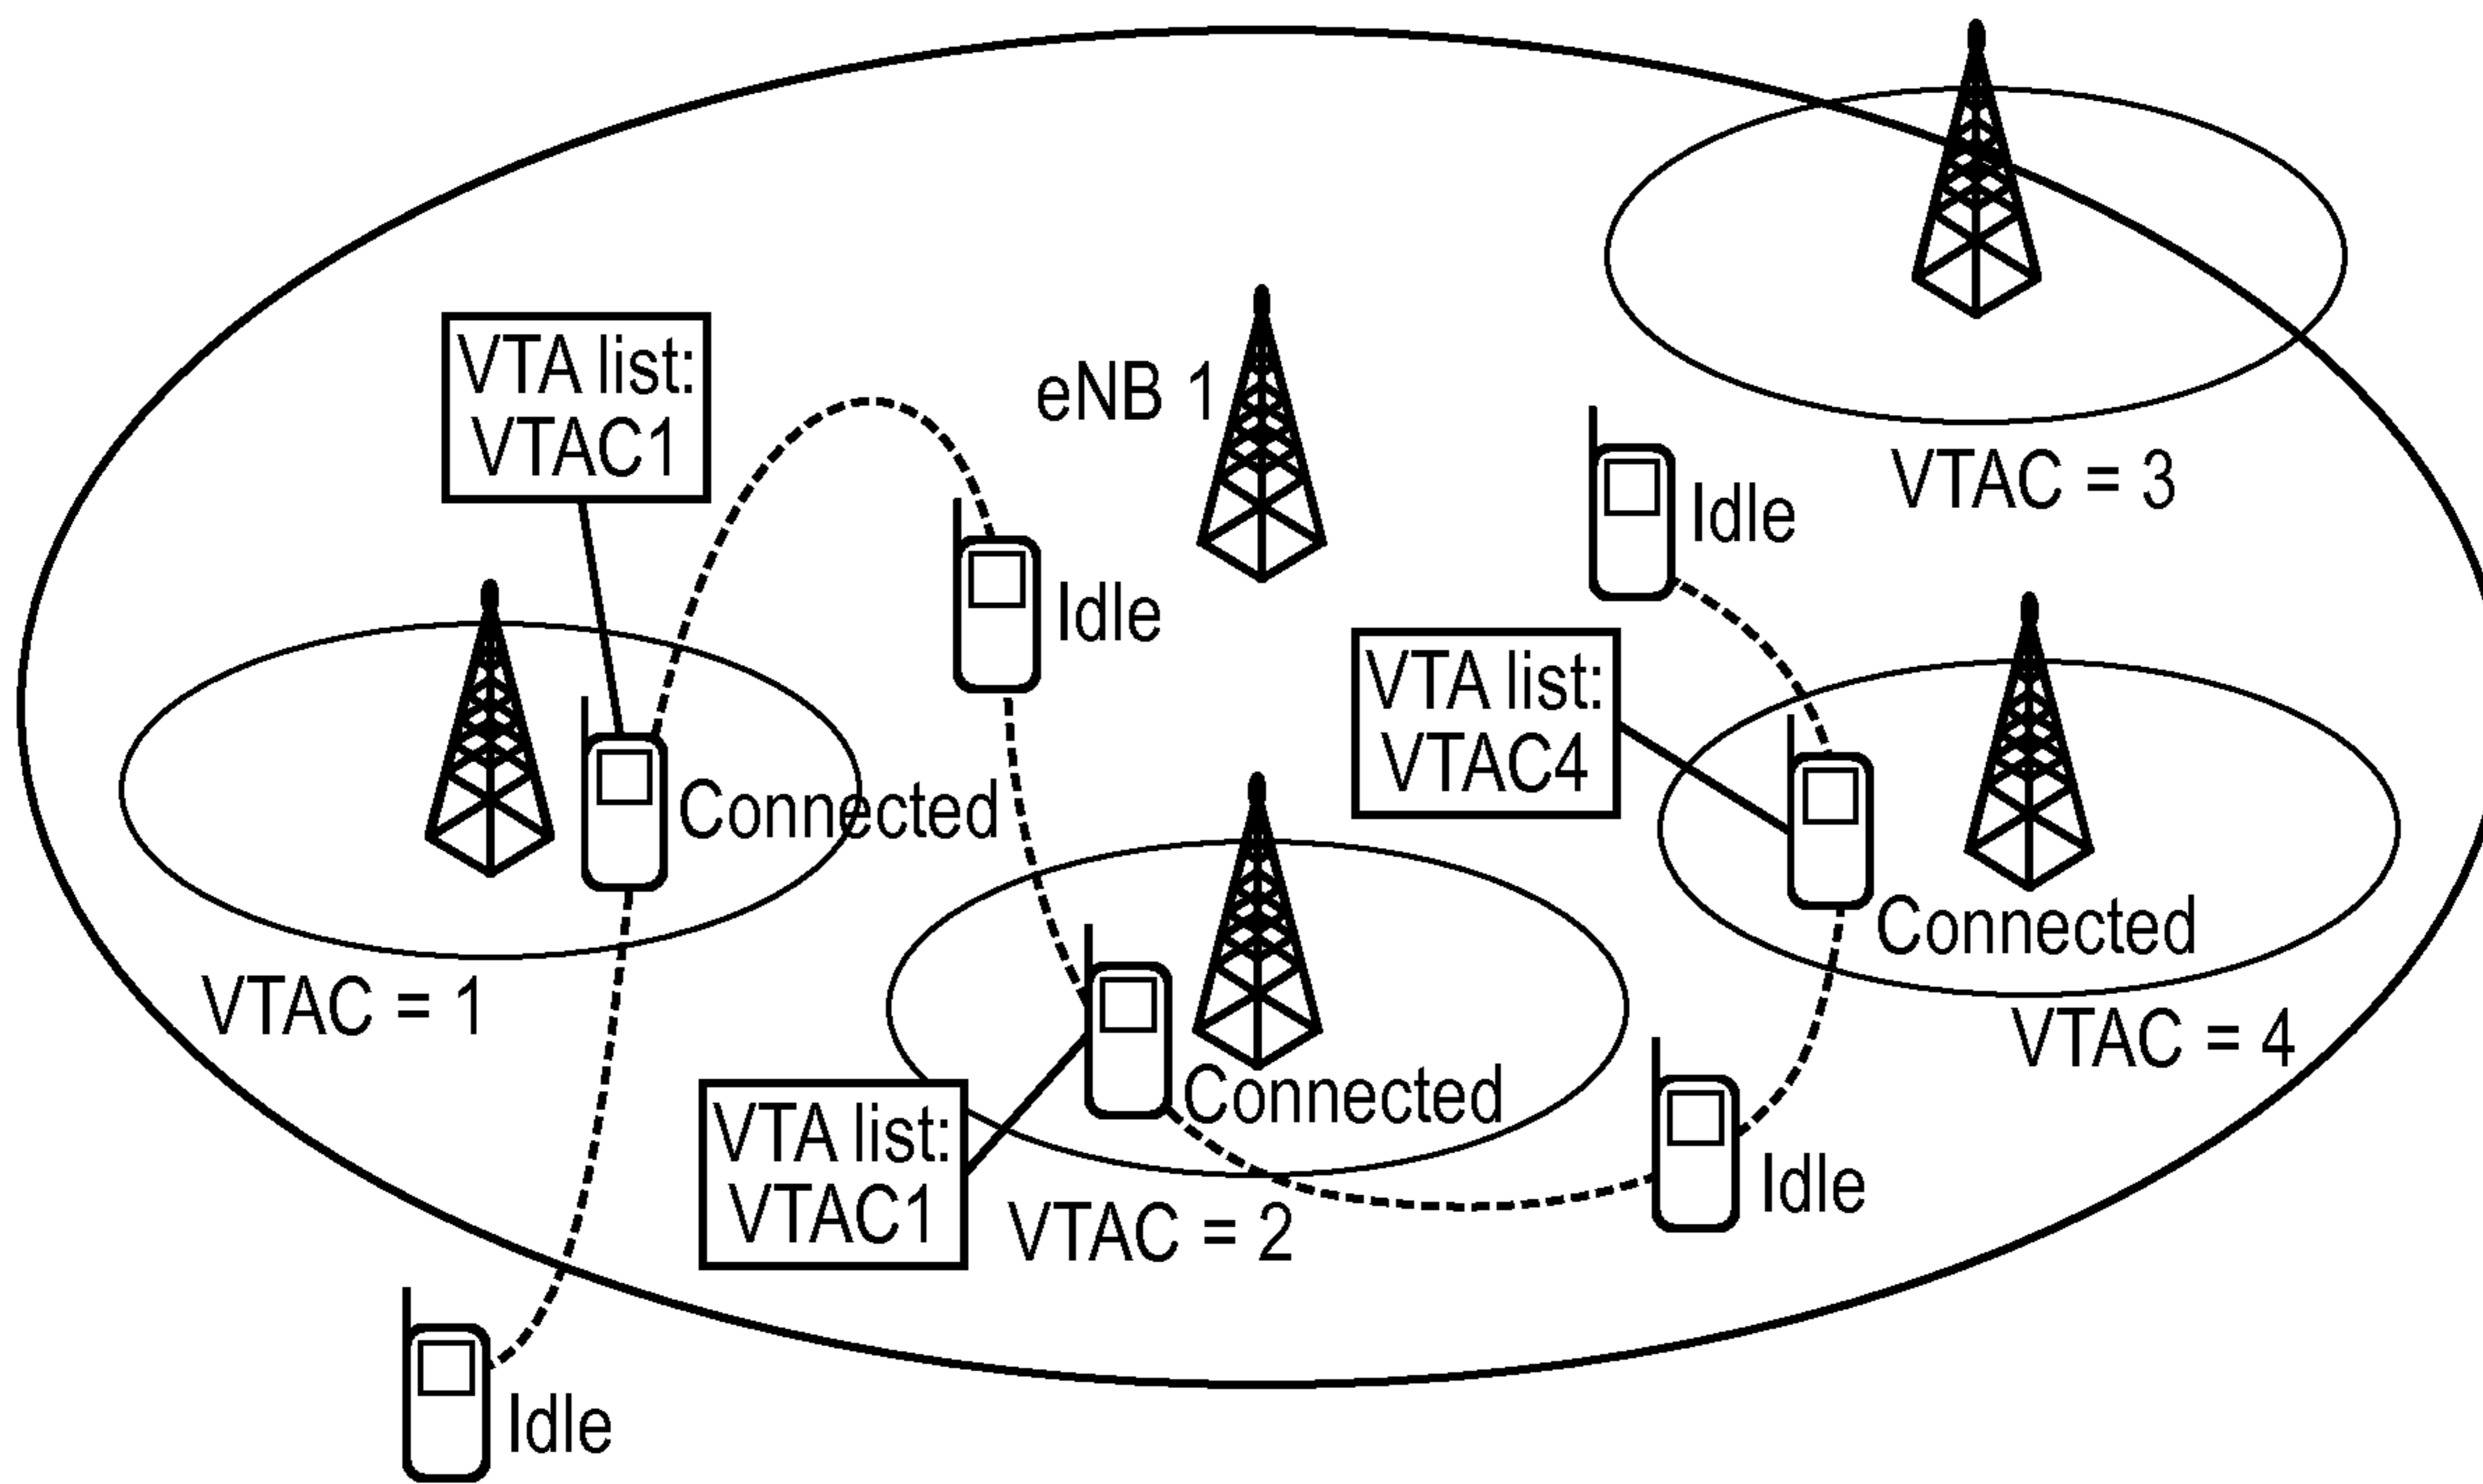 VTA list:
VTAC1
eNB 1
VTAC = 3
Idle
Idle
VTA list:
VTAC4
Connected
Connected
VTAC = 1
VTAC = 4
Connected
VTA list:
VTAC1
VTAC = 2
Idle
Idle